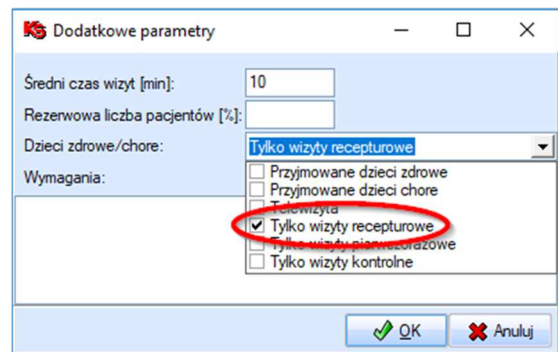 KS Dodatkowe parametry
Średni czas wizyt [min]: 10
Rezerwowa liczba pacjentów [%]:
Dzieci zdrowe/chore: Tylko wizyty recepturowe
Wymagania:
Przyjmowane dzieci zdrowe
Przyjmowane dzieci chore
Telewizyta
Tylko wizyty recepturowe
Tylko wizyty pierwszorazowe
Tylko wizyty kontrolne
OK Anuluj